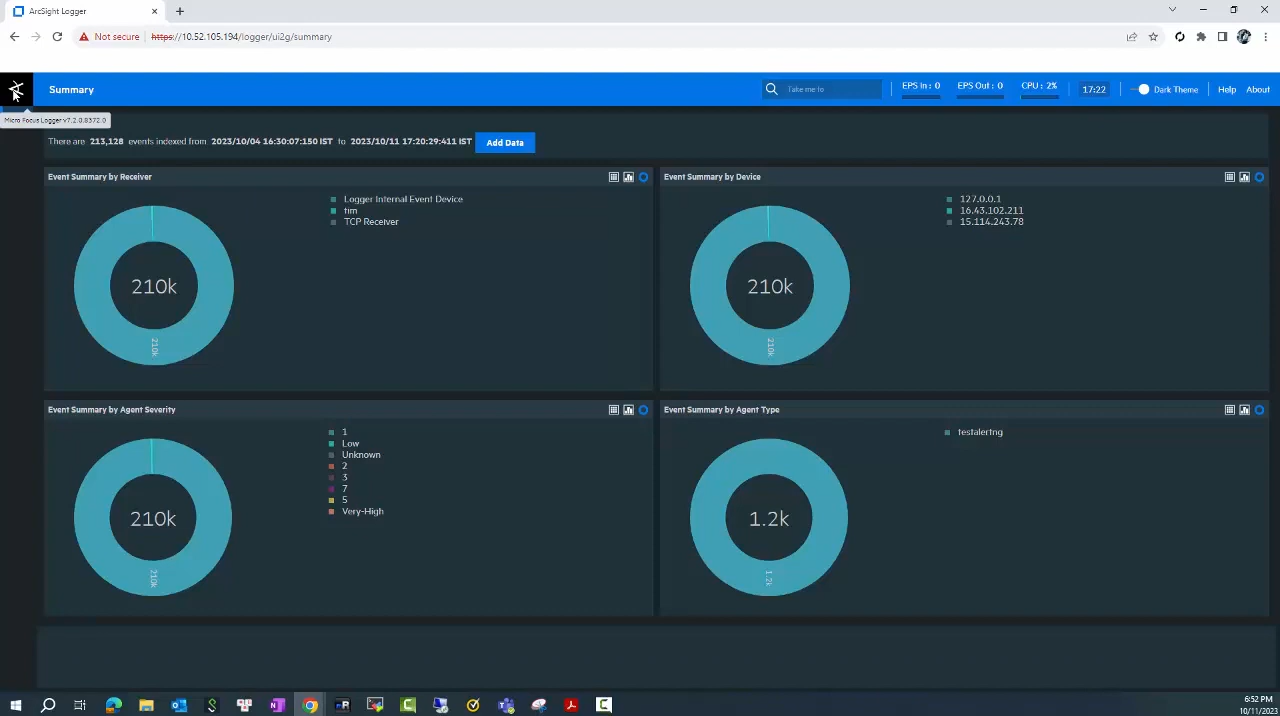 ArcSight Logger
Not secure https://10.52.105.194/logger/ui2g/summary
Summary
Take me to
EPS In : 0
EPS Out : 0
CPU : 2%
17:22
Dark Theme
Help
About
Micro Focus Logger v7.2.0.8372.0
There are 213,128 events indexed from 2023/10/04 16:30:07:150 IST to 2023/10/11 17:20:29:411 IST
Add Data
Event Summary by Receiver
210k
210k
Logger Internal Event Device
tim
TCP Receiver
Event Summary by Device
210k
210k
127.0.0.1
16.43.102.211
15.114.243.78
Event Summary by Agent Severity
210k
210k
1
Low
Unknown
2
3
7
5
Very-High
Event Summary by Agent Type
1.2k
1.2k
testalertng
6:52 PM
10/11/2023